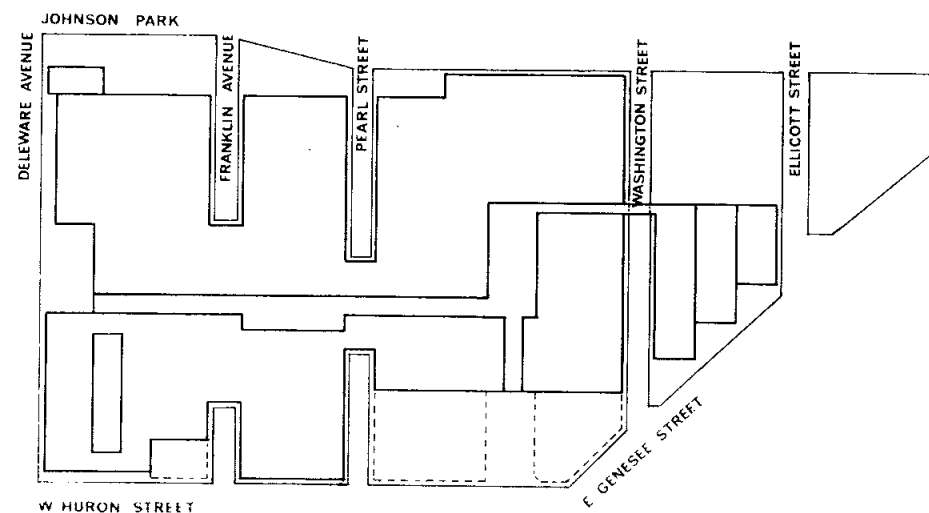 JOHNSON PARK
DELEWARE AVENUE
FRANKLIN AVENUE
PEARL STREET
WASHINGTON STREET
ELLICOTT STREET
E GENESEE STREET
W HURON STREET